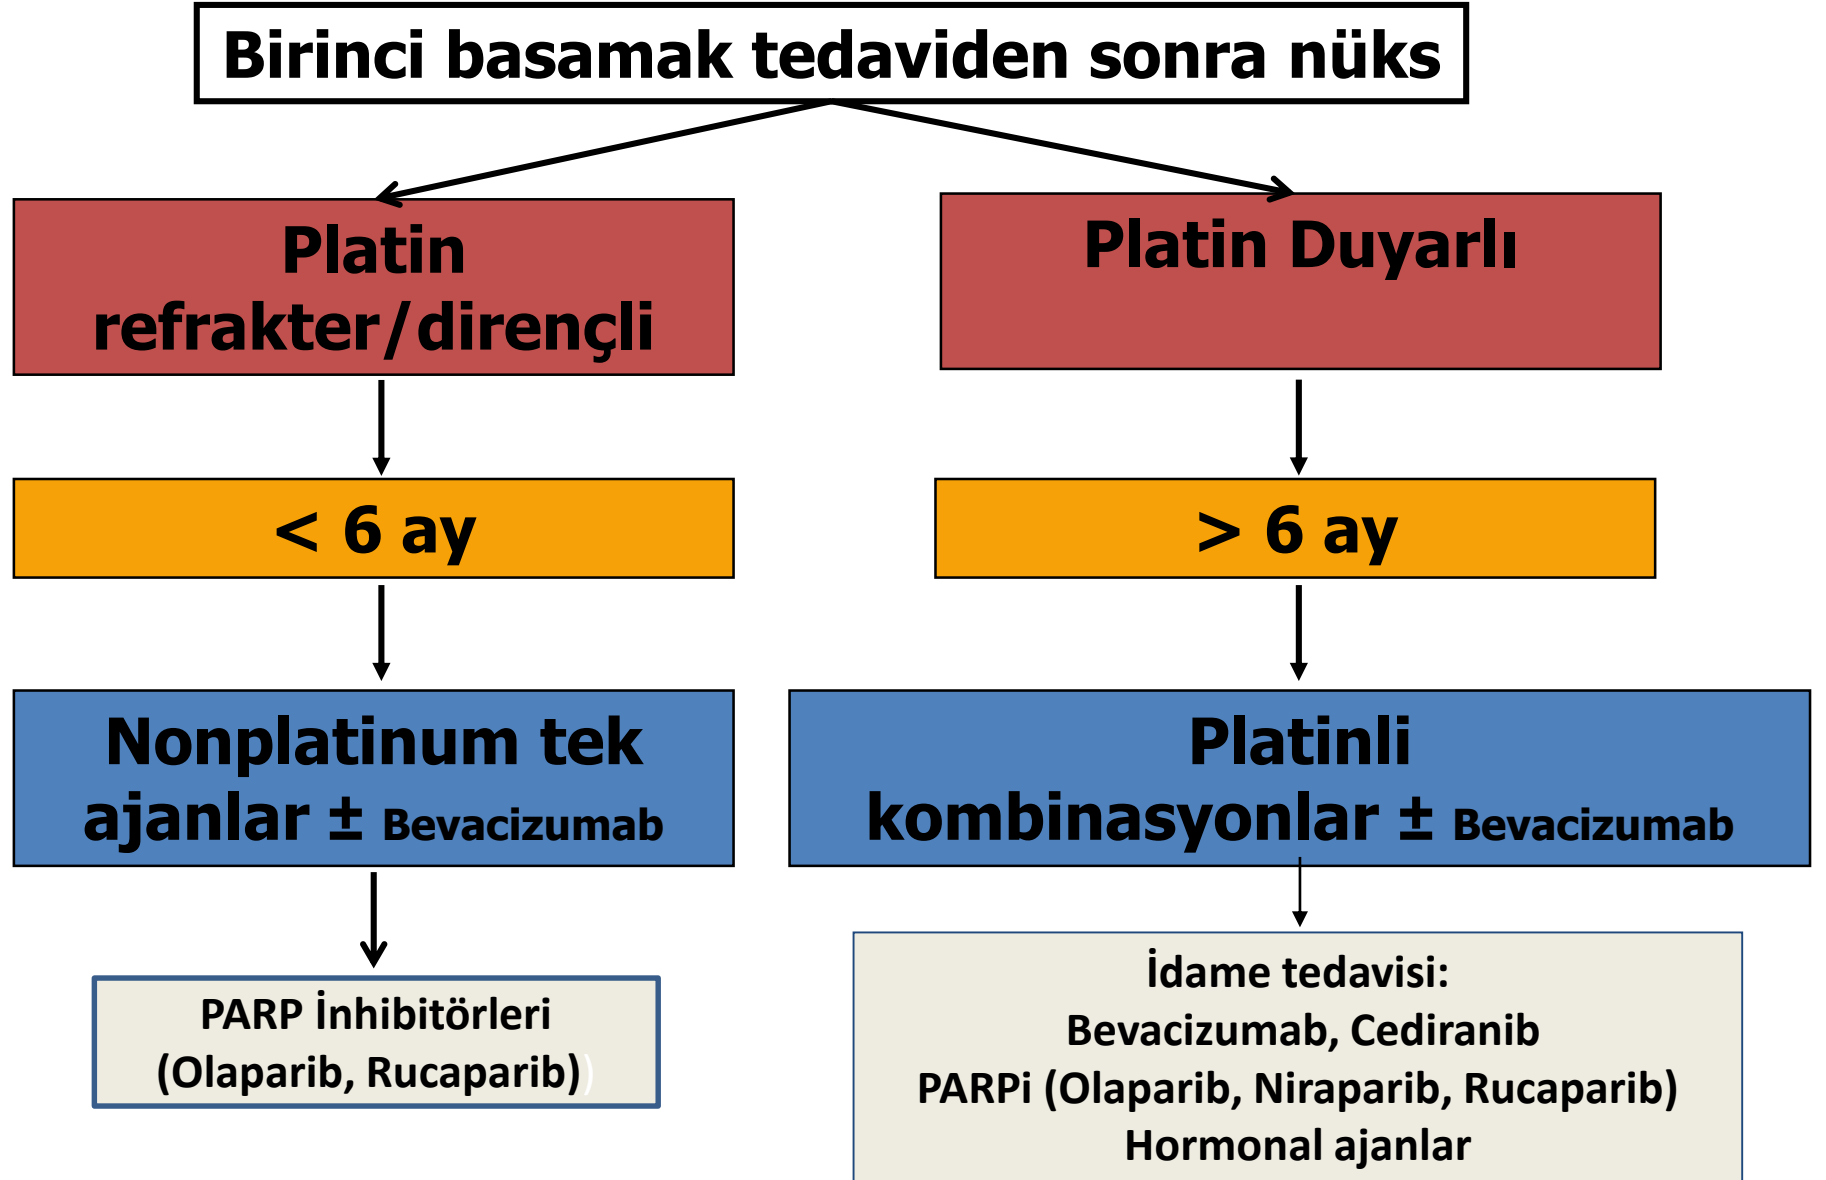 Birinci basamak tedaviden sonra nüks
Platin
refrakter/dirençli
Platin Duyarlı
< 6 ay
> 6 ay
Nonplatinum tek
ajanlar ± Bevacizumab
Platinli
kombinasyonlar ± Bevacizumab
PARP İnhibitörleri
(Olaparib, Rucaparib))
İdame tedavisi:
Bevacizumab, Cediranib
PARPi (Olaparib, Niraparib, Rucaparib)
Hormonal ajanlar